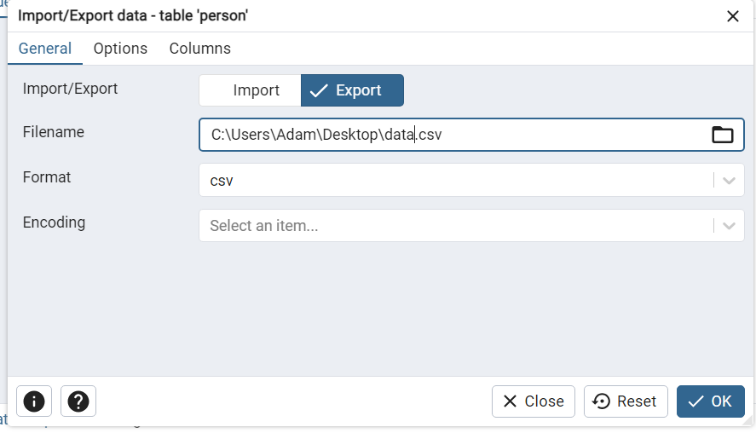 Import/Export data - table 'person'
General Options Columns
Import/Export Import Export
Filename C:\Users\Adam\Desktop\data.csv
Format csv
Encoding Select an item...
Close Reset OK